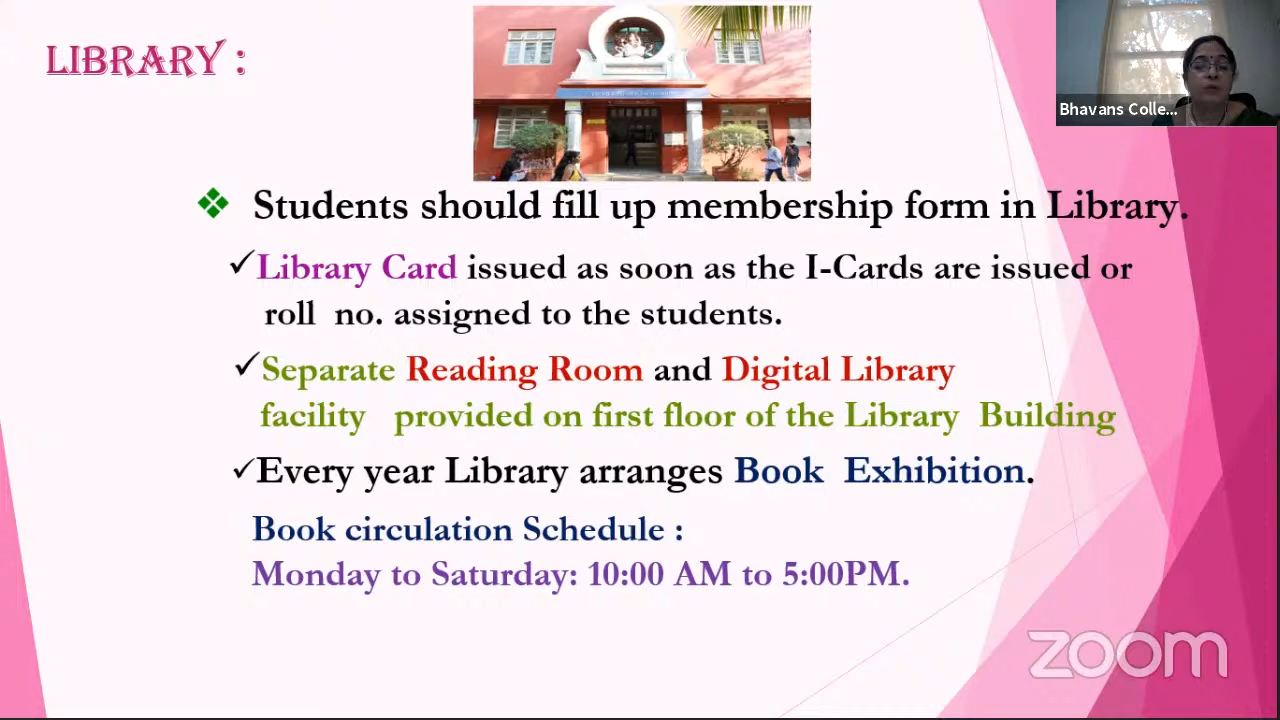 LIBRARY :
Bhavans Colle...
❖ Students should fill up membership form in Library.
✓Library Card issued as soon as the I-Cards are issued or
roll no. assigned to the students.
✓Separate Reading Room and Digital Library
facility provided on first floor of the Library Building
✓Every year Library arranges Book Exhibition.
Book circulation Schedule :
Monday to Saturday: 10:00 AM to 5:00PM.
zoom